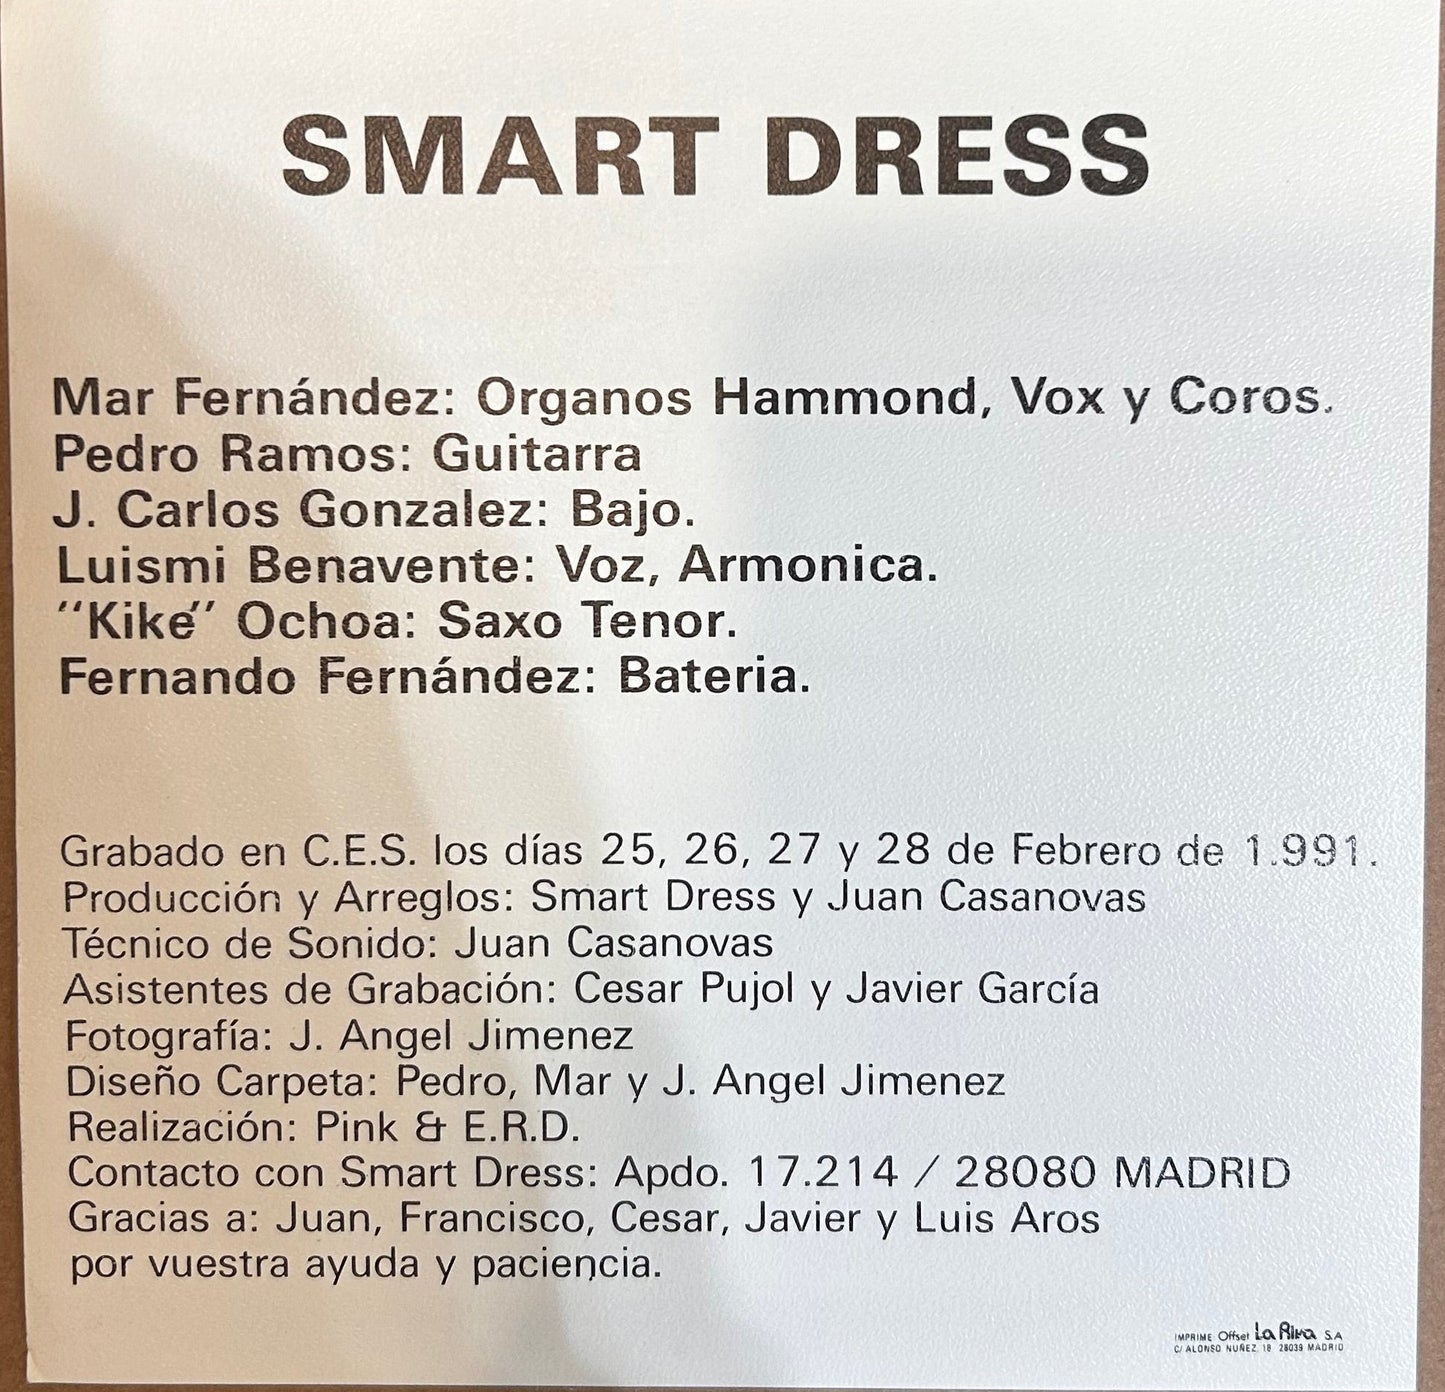 SMART DRESS
Mar Fernández: Organos Hammond, Vox y Coros.
Pedro Ramos: Guitarra
J. Carlos Gonzalez: Bajo.
Luismi Benavente: Voz, Armonica.
"Kike" Ochoa: Saxo Tenor.
Fernando Fernández: Bateria.
Grabado en C.E.S. los días 25, 26, 27 y 28 de Febrero de 1.991.
Producción y Arreglos: Smart Dress y Juan Casanovas
Técnico de Sonido: Juan Casanovas
Asistentes de Grabación: Cesar Pujol y Javier García
Fotografía: J. Angel Jimenez
Diseño Carpeta: Pedro, Mar y J. Angel Jimenez
Realización: Pink & E.R.D.
Contacto con Smart Dress: Apdo. 17.214 / 28080 MADRID
Gracias a: Juan, Francisco, Cesar, Javier y Luis Aros
por vuestra ayuda y paciencia.
IMPRIME Offset La Riva S.A
C/ ALONSO NUÑEZ 18 28039 MADRID